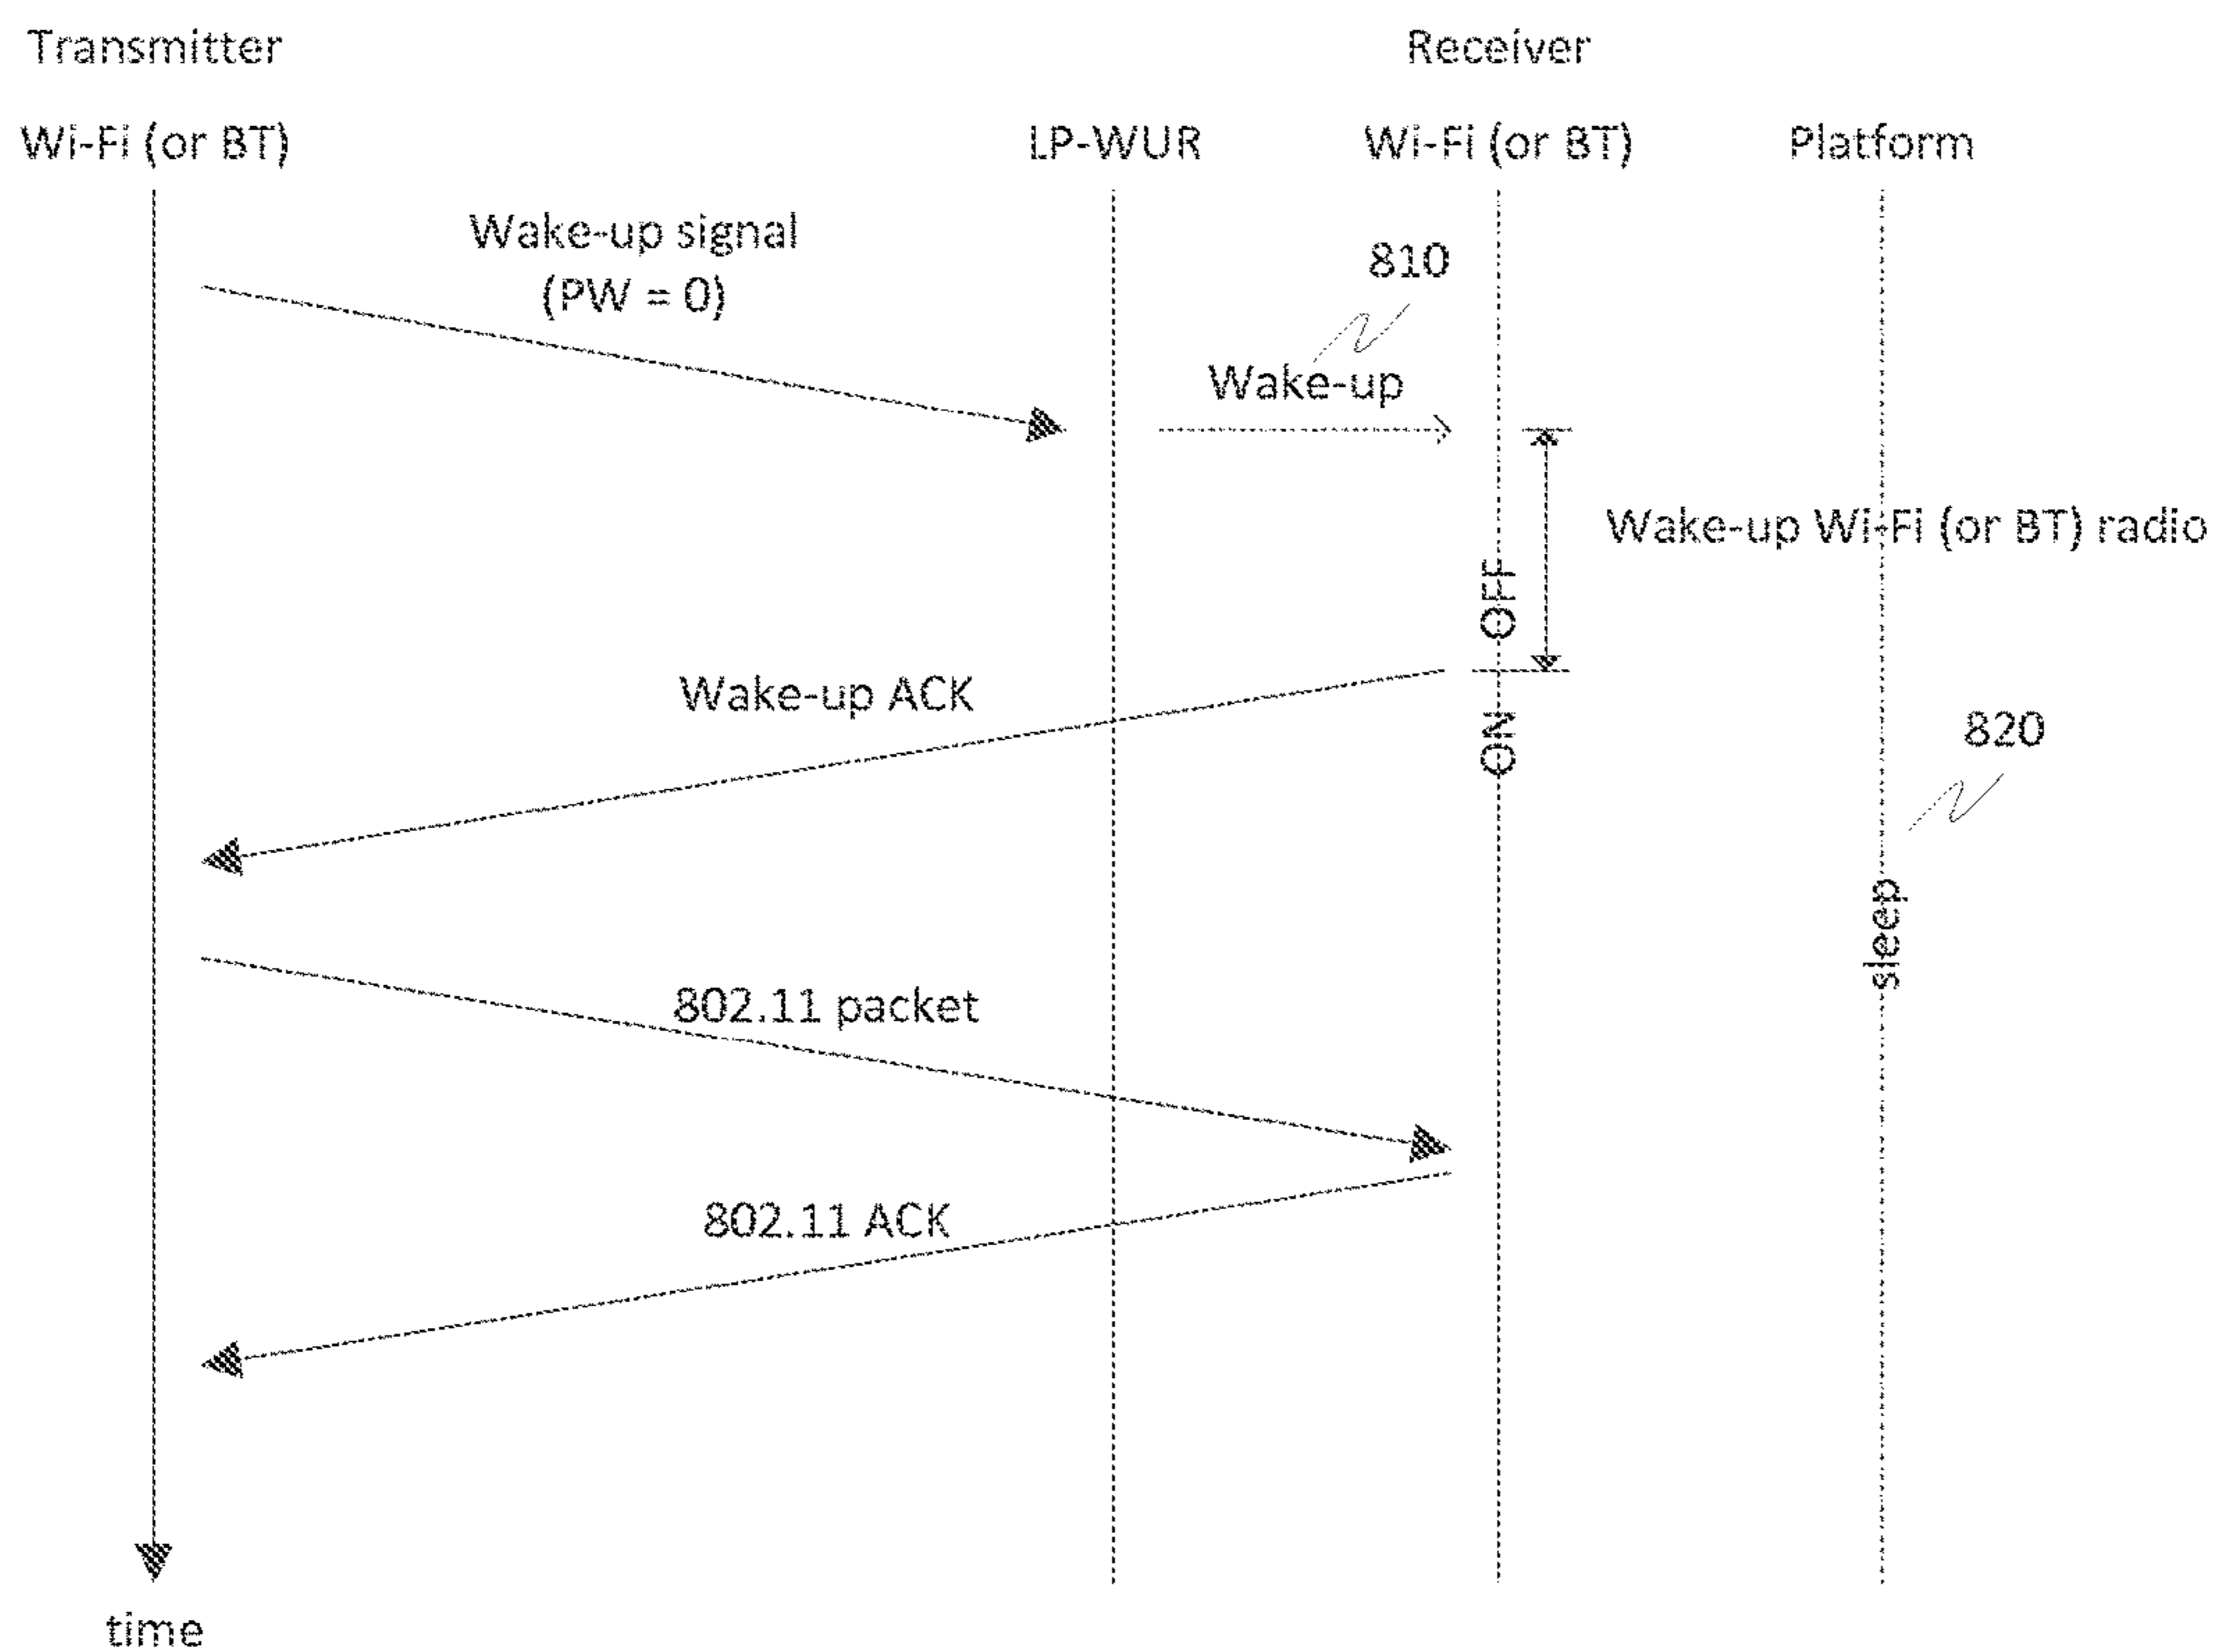 Transmitter
Receiver
Wi-Fi (or BT)
LP-WUR
Wi-Fi (or BT)
Platform
Wake-up signal
(PW = 0)
810
Wake-up
Wake-up Wi-Fi (or BT) radio
OFF
Wake-up ACK
ON
820
sleep
802.11 packet
802.11 ACK
time